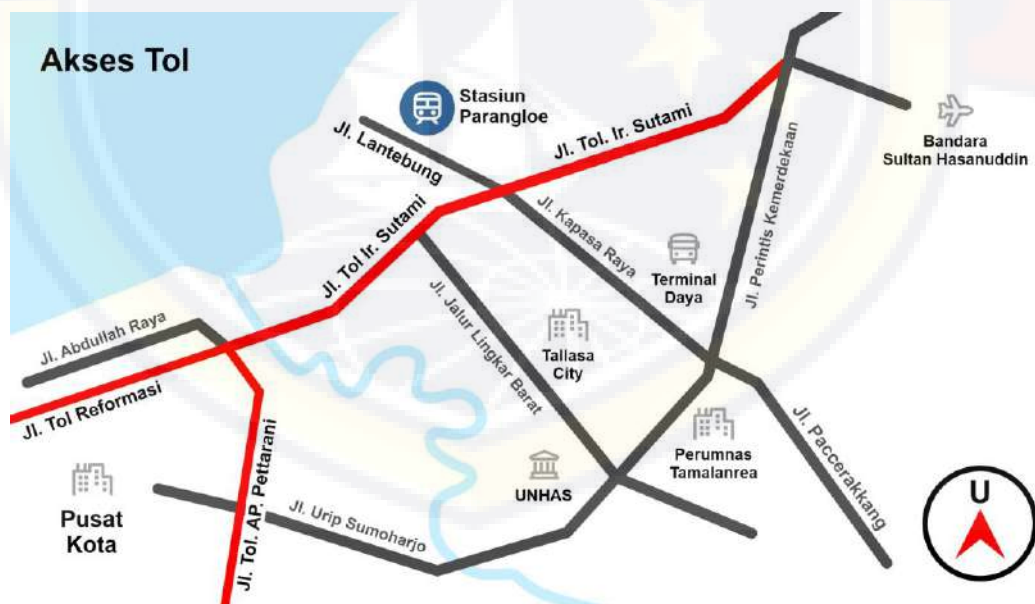 Akses Tol
Stasiun
Parangloe
Jl. Lantebung
Jl. Tol. Ir. Sutami
Bandara
Sultan Hasanuddin
Jl. Tol Ir. Sutami
Jl. Kapasa Raya
Jl. Perintis Kemerdekaan
Terminal
Daya
Jl. Abdullah Raya
Jl. Jalur Lingkar Barat
Tallasa
City
Jl. Tol Reformasi
Jl. Tol. AP. Pettarani
Perumnas
Tamalanrea
Jl. Paccerakkang
UNHAS
Pusat
Kota
Jl. Urip Sumoharjo
U